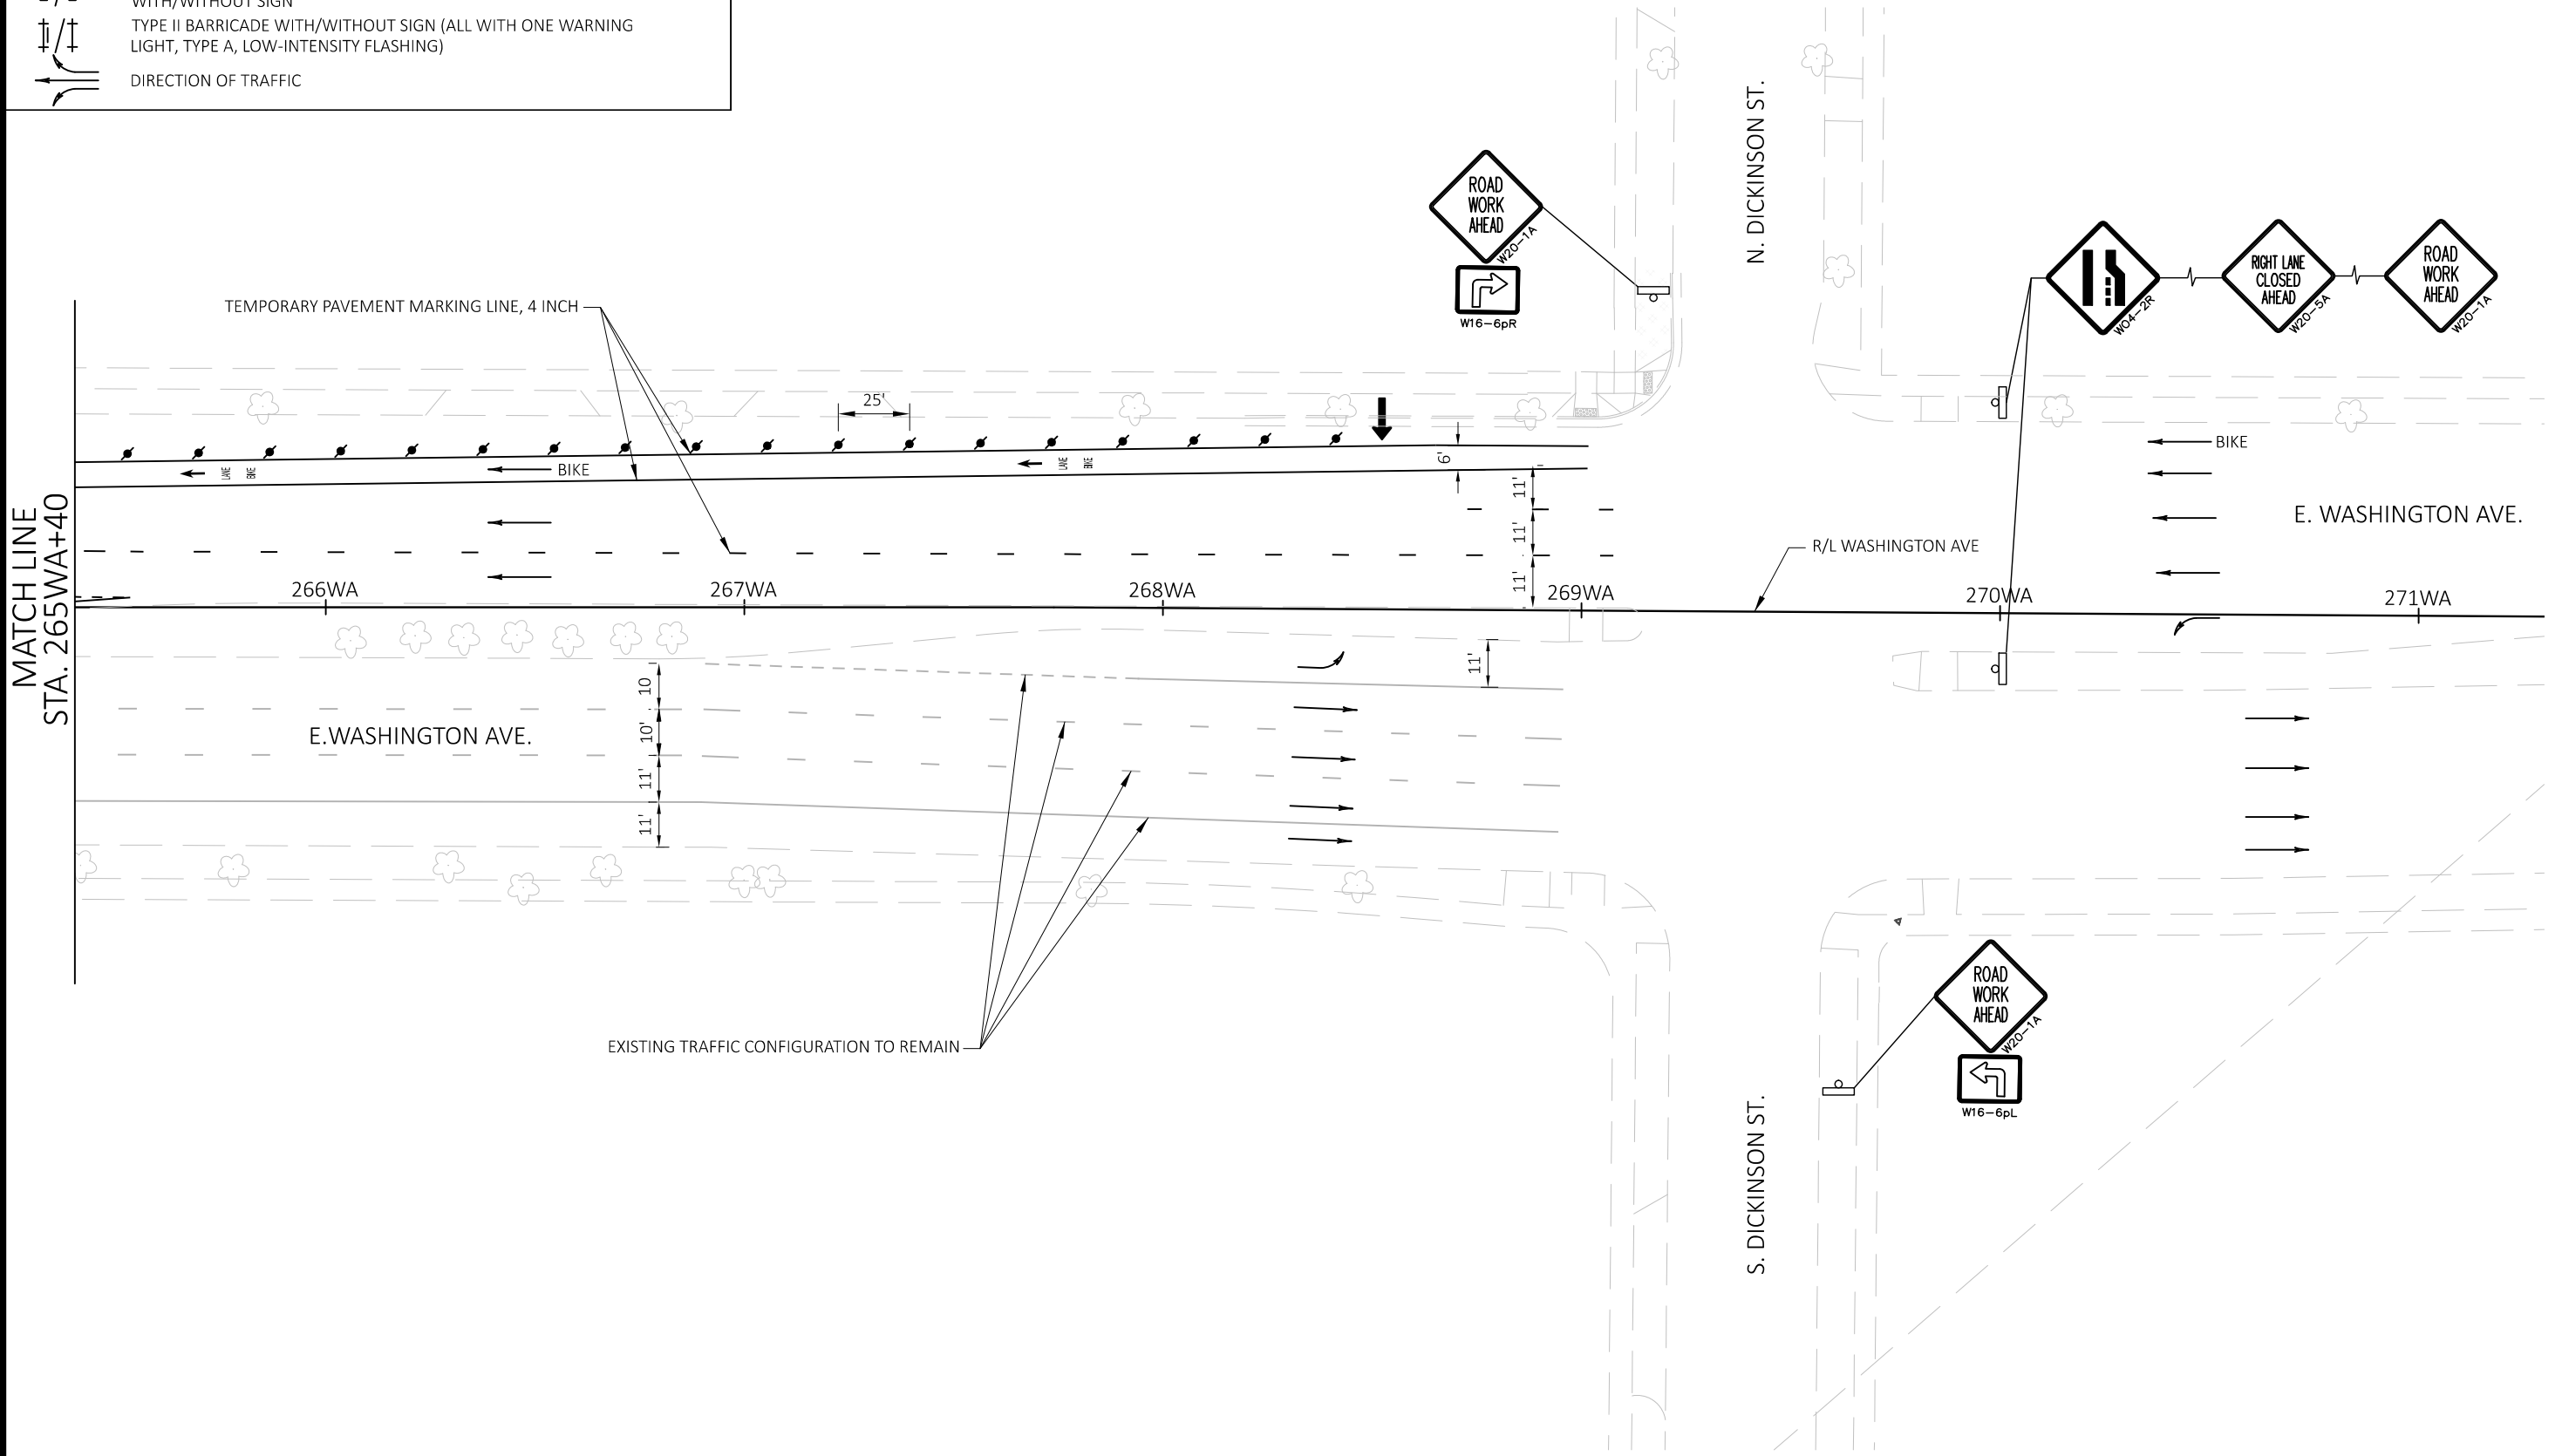 WITH/WITHOUT SIGN
TYPE II BARRICADE WITH/WITHOUT SIGN (ALL WITH ONE WARNING
LIGHT, TYPE A, LOW-INTENSITY FLASHING)
DIRECTION OF TRAFFIC
N. DICKINSON ST.
ROAD
WORK
AHEAD
W20-1A
W16-6pR
W04-2R
RIGHT LANE
CLOSED
AHEAD
W20-5A
ROAD
WORK
AHEAD
W20-1A
TEMPORARY PAVEMENT MARKING LINE, 4 INCH
25'
6'
BIKE
LANE
BIKE
BIKE
LANE
BIKE
11'
11'
11'
E. WASHINGTON AVE.
R/L WASHINGTON AVE
MATCH LINE
STA. 265WA+40
266WA
267WA
268WA
269WA
270WA
271WA
11'
10
10'
11'
11'
E.WASHINGTON AVE.
EXISTING TRAFFIC CONFIGURATION TO REMAIN
ROAD
WORK
AHEAD
W20-1A
W16-6pL
S. DICKINSON ST.